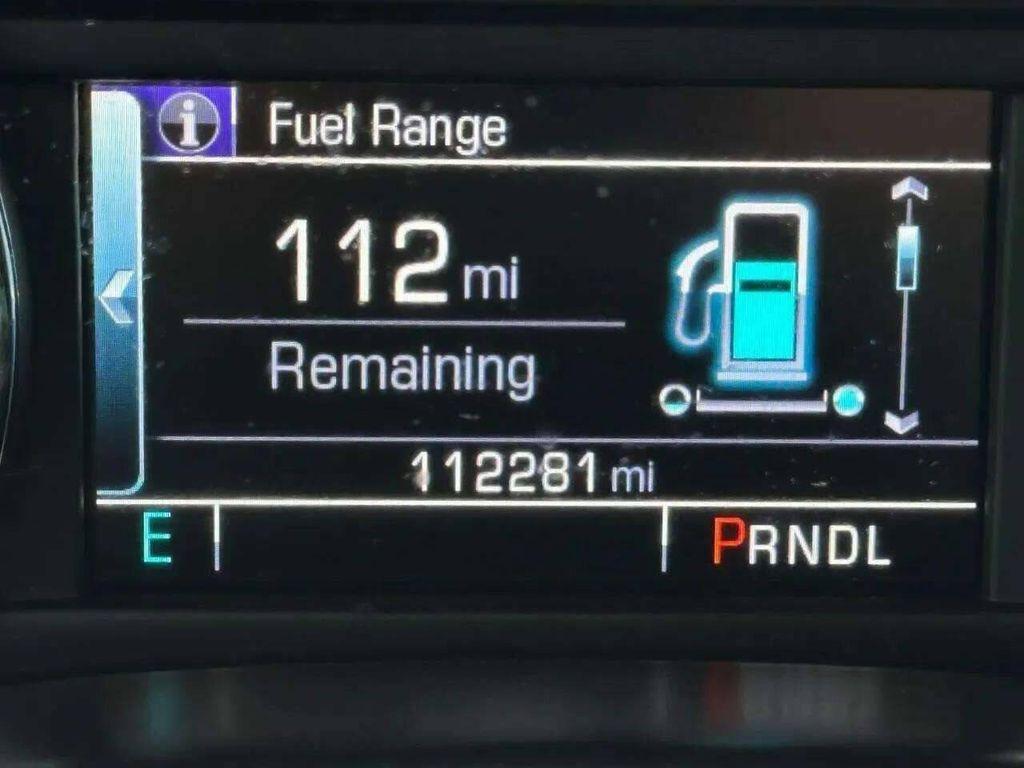 i Fuel Range
112 mi
Remaining
112281 mi
E PRNDL